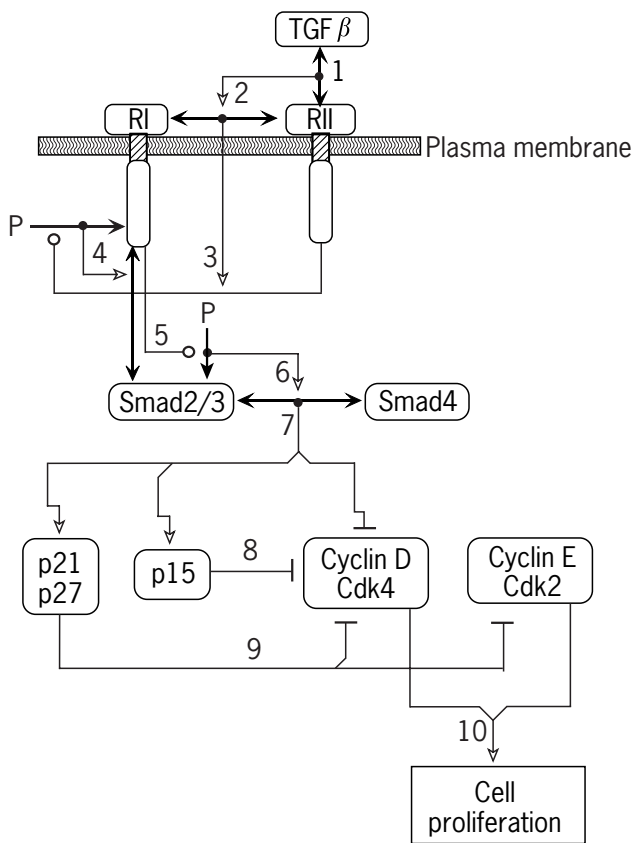 TGF β
1
2
RI
RII
Plasma membrane
P
4
3
P
5
6
Smad2/3
Smad4
7
p21
p27
p15
8
Cyclin D
Cdk4
Cyclin E
Cdk2
9
10
Cell
proliferation